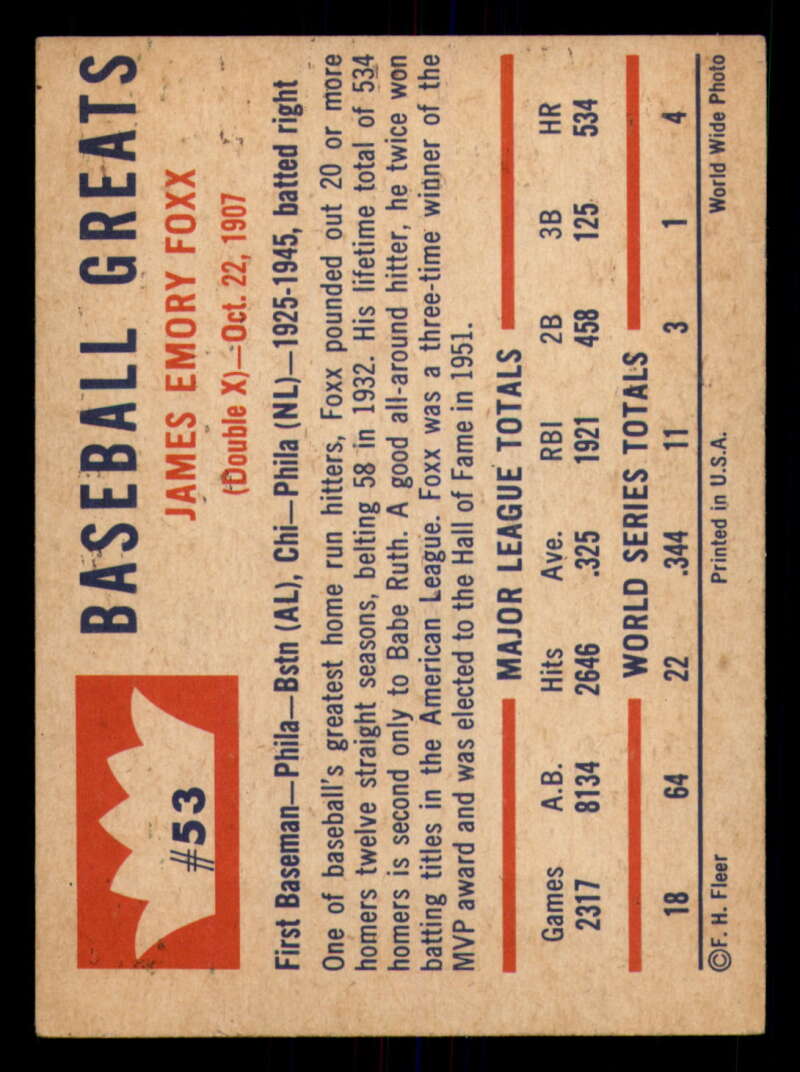 #53
BASEBALL GREATS
JAMES EMORY FOXX
(Double X)—Oct. 22, 1907
First Baseman—Phila—Bstn (AL), Chi—Phila (NL)—1925-1945, batted right
One of baseball's greatest home run hitters, Foxx pounded out 20 or more
homers twelve straight seasons, belting 58 in 1932. His lifetime total of 534
homers is second only to Babe Ruth. A good all-around hitter, he twice won
batting titles in the American League. Foxx was a three-time winner of the
MVP award and was elected to the Hall of Fame in 1951.
MAJOR LEAGUE TOTALS
Games A.B. Hits Ave. RBI 2B 3B HR
2317 8134 2646 .325 1921 458 125 534
WORLD SERIES TOTALS
18 64 22 .344 11 3 1 4
©F. H. Fleer Printed in U.S.A. World Wide Photo